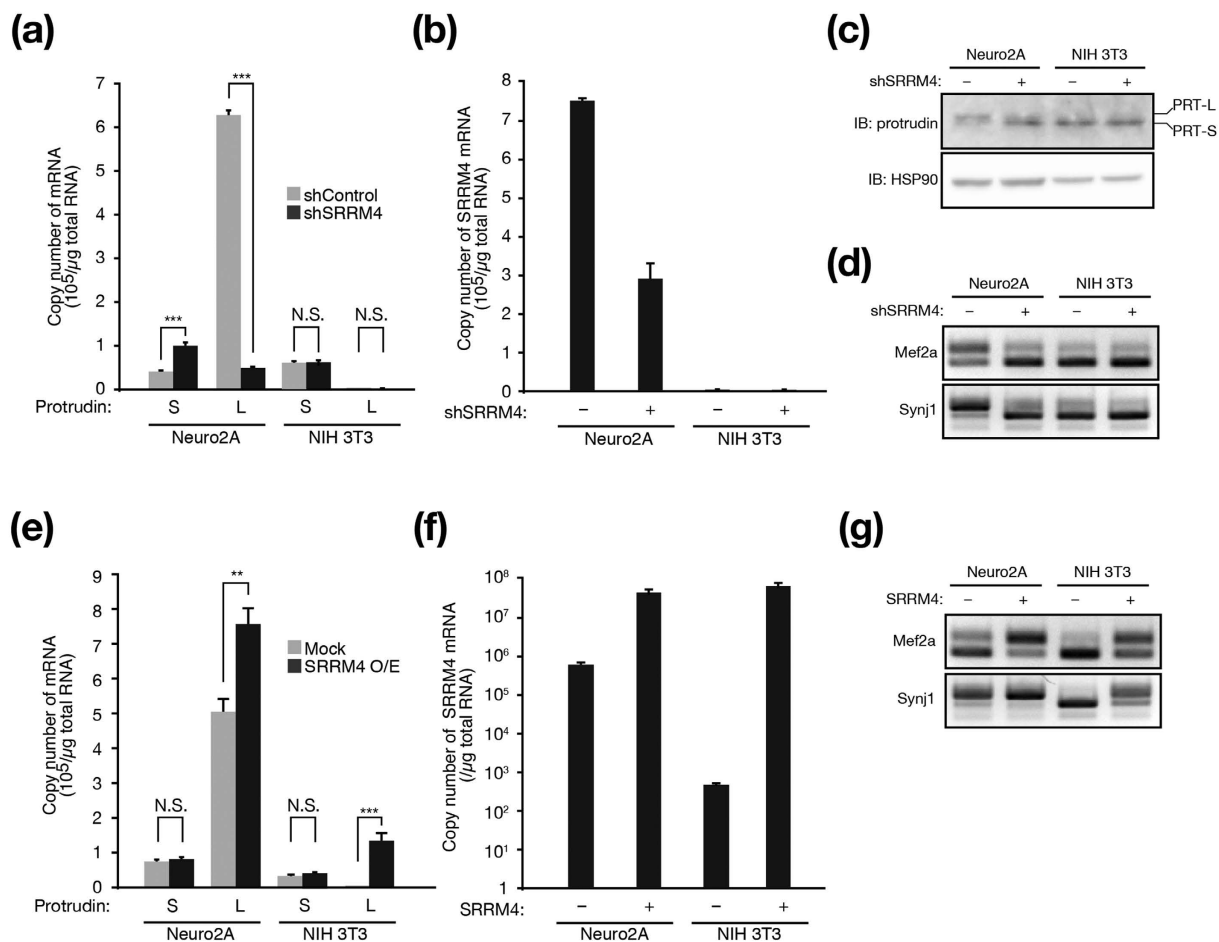 (a)
Copy number of mRNA
(10⁵/µg total RNA)
7
6
5
4
3
2
1
0
***
***
N.S.
N.S.
shControl
shSRRM4
Protrudin: S L S L
Neuro2A NIH 3T3
(b)
Copy number of SRRM4 mRNA
(10⁵/µg total RNA)
8
7
6
5
4
3
2
1
0
shSRRM4: − + − +
Neuro2A NIH 3T3
(c)
Neuro2A NIH 3T3
shSRRM4: − + − +
IB: protrudin
PRT-L
PRT-S
IB: HSP90
(d)
Neuro2A NIH 3T3
shSRRM4: − + − +
Mef2a
Synj1
(e)
Copy number of mRNA
(10⁵/µg total RNA)
9
8
7
6
5
4
3
2
1
0
N.S.
**
N.S.
***
Mock
SRRM4 O/E
Protrudin: S L S L
Neuro2A NIH 3T3
(f)
Copy number of SRRM4 mRNA
(/µg total RNA)
10⁸
10⁷
10⁶
10⁵
10⁴
10³
10²
10¹
1
SRRM4: − + − +
Neuro2A NIH 3T3
(g)
Neuro2A NIH 3T3
SRRM4: − + − +
Mef2a
Synj1